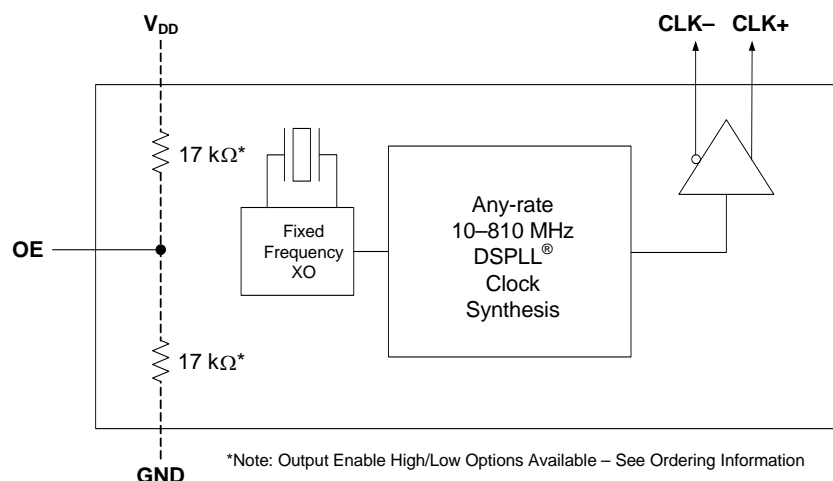 V_DD
CLK– CLK+
17 kΩ*
Fixed
Frequency
XO
Any-rate
10–810 MHz
DSPLL®
Clock
Synthesis
OE
17 kΩ*
GND
*Note: Output Enable High/Low Options Available – See Ordering Information